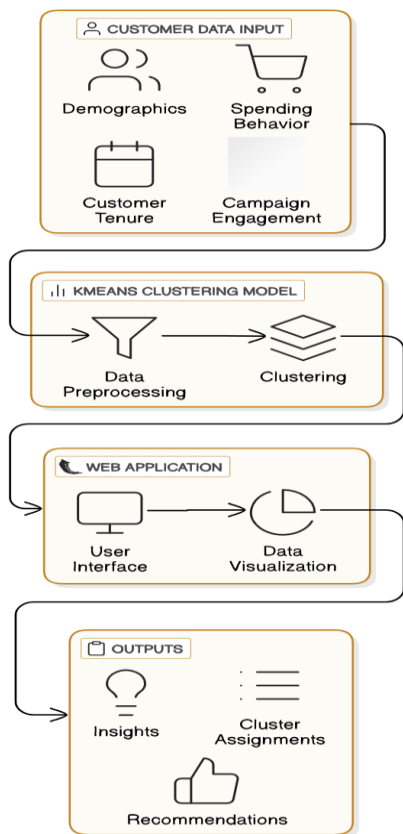 CUSTOMER DATA INPUT
Demographics
Spending
Behavior
Customer
Tenure
Campaign
Engagement
KMEANS CLUSTERING MODEL
Data
Preprocessing
Clustering
WEB APPLICATION
User
Interface
Data
Visualization
OUTPUTS
Insights
Cluster
Assignments
Recommendations